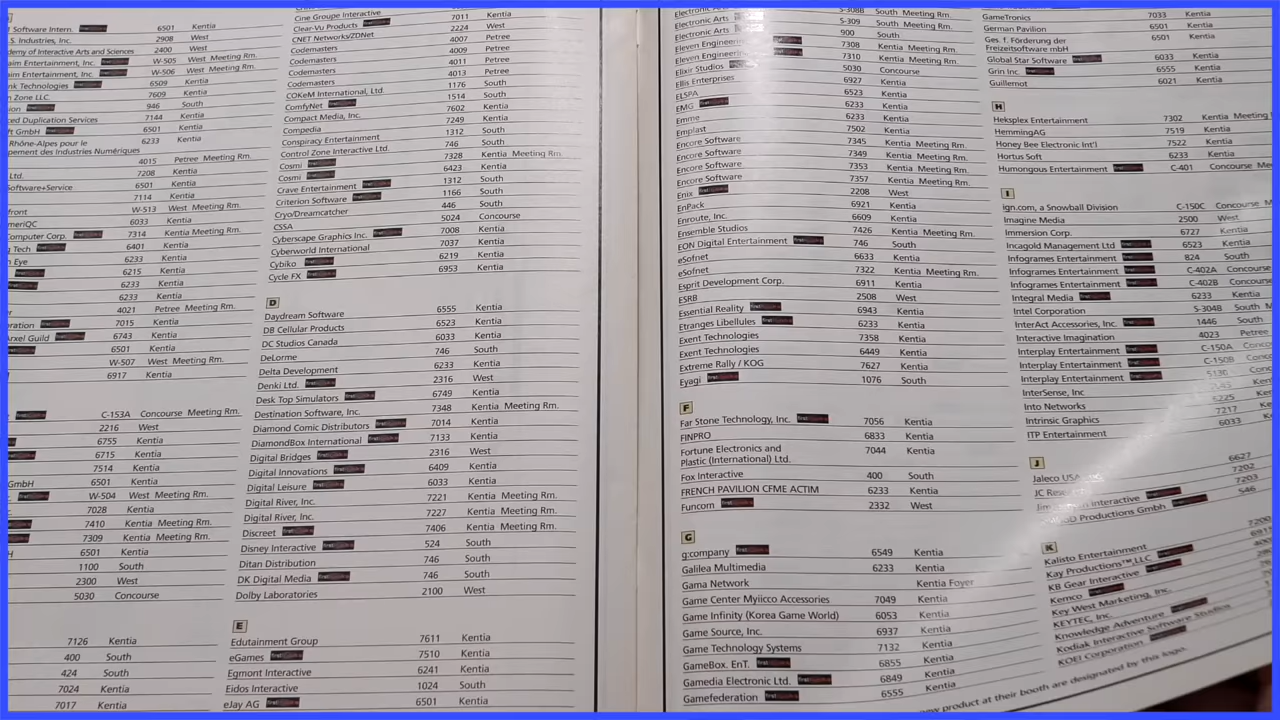 Software Intern. 6501 Kentia
S. Industries, Inc. 2908 West
demy of Interactive Arts and Sciences 2400 West
aim Entertainment, Inc. W-505 West Meeting Rm.
aim Entertainment, Inc. W-506 West Meeting Rm.
nk Technologies 6509 Kentia
n Zone LLC. 7609 Kentia
946 South
ced Duplication Services 7144 Kentia
ft GmbH 6501 Kentia
Rhône-Alpes pour le
pement des Industries Numériques 6233 Kentia
4015 Petree Meeting Rm.
Ltd. 7208 Kentia
Software+Service 6501 Kentia
7114 Kentia
front W-513 West Meeting Rm.
meriQC 6033 Kentia
omputer Corp. 7314 Kentia Meeting Rm.
g Tech 6401 Kentia
n Eye 6233 Kentia
6215 Kentia
6233 Kentia
6233 Kentia
4021 Petree Meeting Rm.
oration 7015 Kentia
Arxel Guild 6743 Kentia
6501 Kentia
W-507 West Meeting Rm.
6917 Kentia
C-153A Concourse Meeting Rm.
2216 West
6755 Kentia
6715 Kentia
7514 Kentia
GmbH 6501 Kentia
W-504 West Meeting Rm.
7028 Kentia
7410 Kentia Meeting Rm.
7309 Kentia Meeting Rm.
6501 Kentia
1100 South
2300 West
5030 Concourse
7126 Kentia
400 South
424 South
7024 Kentia
7017 Kentia
Cine Groupe Interactive 7011 Kentia
Clear-Vu Products 2224 West
CNET Networks/ZDNet 4007 Petree
Codemasters 4009 Petree
Codemasters 4011 Petree
Codemasters 4013 Petree
Codemasters 1176 South
COKeM International, Ltd. 1514 South
ComfyNet 7602 Kentia
Compact Media, Inc. 7249 Kentia
Compedia 1312 South
Conspiracy Entertainment 746 South
Control Zone Interactive Ltd. 7328 Kentia Meeting Rm.
Cosmi 6423 Kentia
Cosmi 1312 South
Crave Entertainment 1166 South
Criterion Software 446 South
Cryo/Dreamcatcher 5024 Concourse
CSSA 7008 Kentia
Cyberscape Graphics Inc. 7037 Kentia
Cyberworld International 6219 Kentia
Cybiko 6953 Kentia
Cycle FX
D
Daydream Software 6555 Kentia
DB Cellular Products 6523 Kentia
DC Studios Canada 6033 Kentia
DeLorme 746 South
Delta Development 6233 Kentia
Denki Ltd. 2316 West
Desk Top Simulators 6749 Kentia
Destination Software, Inc. 7348 Kentia Meeting Rm.
Diamond Comic Distributors 7014 Kentia
DiamondBox International 7133 Kentia
Digital Bridges 2316 West
Digital Innovations 6409 Kentia
Digital Leisure 6033 Kentia
Digital River, Inc. 7221 Kentia Meeting Rm.
Digital River, Inc. 7227 Kentia Meeting Rm.
Discreet 7406 Kentia Meeting Rm.
Disney Interactive 524 South
Ditan Distribution 746 South
DK Digital Media 746 South
Dolby Laboratories 2100 West
E
Edutainment Group 7611 Kentia
eGames 7510 Kentia
Egmont Interactive 6241 Kentia
Eidos Interactive 1024 South
eJay AG 6501 Kentia
Electronic Arts S-308B South Meeting Rm.
Electronic Arts S-309 South Meeting Rm.
Electronic Arts 900 South
Eleven Engineering 7308 Kentia Meeting Rm.
Eleven Engineering 7310 Kentia Meeting Rm.
Elixir Studios 5030 Concourse
Ellis Enterprises 6927 Kentia
ELSPA 6523 Kentia
EMG 6233 Kentia
Emme 6233 Kentia
Emplast 7502 Kentia
Encore Software 7345 Kentia Meeting Rm.
Encore Software 7349 Kentia Meeting Rm.
Encore Software 7353 Kentia Meeting Rm.
Encore Software 7357 Kentia Meeting Rm.
Enix 2208 West
EnPack 6921 Kentia
Enroute, Inc. 6609 Kentia
Ensemble Studios 7426 Kentia Meeting Rm.
EON Digital Entertainment 746 South
eSofnet 6633 Kentia
eSofnet 7322 Kentia Meeting Rm.
Esprit Development Corp. 6911 Kentia
ESRB 2508 West
Essential Reality 6943 Kentia
Etranges Libellules 6233 Kentia
Exent Technologies 7358 Kentia
Exent Technologies 6449 Kentia
Extreme Rally / KOG 7627 Kentia
Eyagi 1076 South
F
Far Stone Technology, Inc. 7056 Kentia
FINPRO 6833 Kentia
Fortune Electronics and 7044 Kentia
Plastic (International) Ltd.
Fox Interactive 400 South
FRENCH PAVILION CFME ACTIM 6233 Kentia
Funcom 2332 West
G
g:company 6549 Kentia
Galilea Multimedia 6233 Kentia
Gama Network Kentia Foyer
Game Center Myiicco Accessories 7049 Kentia
Game Infinity (Korea Game World) 6053 Kentia
Game Source, Inc. 6937 Kentia
Game Technology Systems 7132 Kentia
GameBox. EnT. 6855 Kentia
Gamedia Electronic Ltd. 6849 Kentia
Gamefederation 6555 Kentia
GameTronics 7033 Kentia
German Pavilion 6501 Kentia
Ges. f. Förderung der 6501 Kentia
Freizeitsoftware mbH
Global Star Software 6033 Kentia
Grin Inc 6555 Kentia
Guillemot 6021 Kentia
H
Heksplex Entertainment 7302 Kentia Meeting
HemmingAG 7519 Kentia
Honey Bee Electronic Int'l 7522 Kentia
Hortus Soft 6233 Kentia
Humongous Entertainment C-401 Concourse
I
ign.com, a Snowball Division C-150C Concourse
Imagine Media 2500 West
Immersion Corp. 6727 Kentia
Incagold Management Ltd 6523 Kentia
Infogrames Entertainment 824 South
Infogrames Entertainment C-402A Concourse
Infogrames Entertainment C-402B Concourse
Integral Media 6233 Kentia
Intel Corporation S-304B South
InterAct Accessories, Inc. 1446 South
Interactive Imagination 4023 Petree
Interplay Entertainment C-150A
Interplay Entertainment C-150B
Interplay Entertainment 5130
InterSense, Inc
Into Networks 6225
Intrinsic Graphics 7217
ITP Entertainment 6033
J
Jaleco USA, 6627
JC 7202
Interactive 7203
Productions Gmbh 546
K
Kalisto Entertainment
Kay Productions™ LLC
KB Gear Interactive
Kemco
Key West Marketing, Inc.
KEYTEC, Inc.
Knowledge Adventure
Kodiak Interactive Software Studios
KOEI Corporation
new product at their booth are designated by this logo.